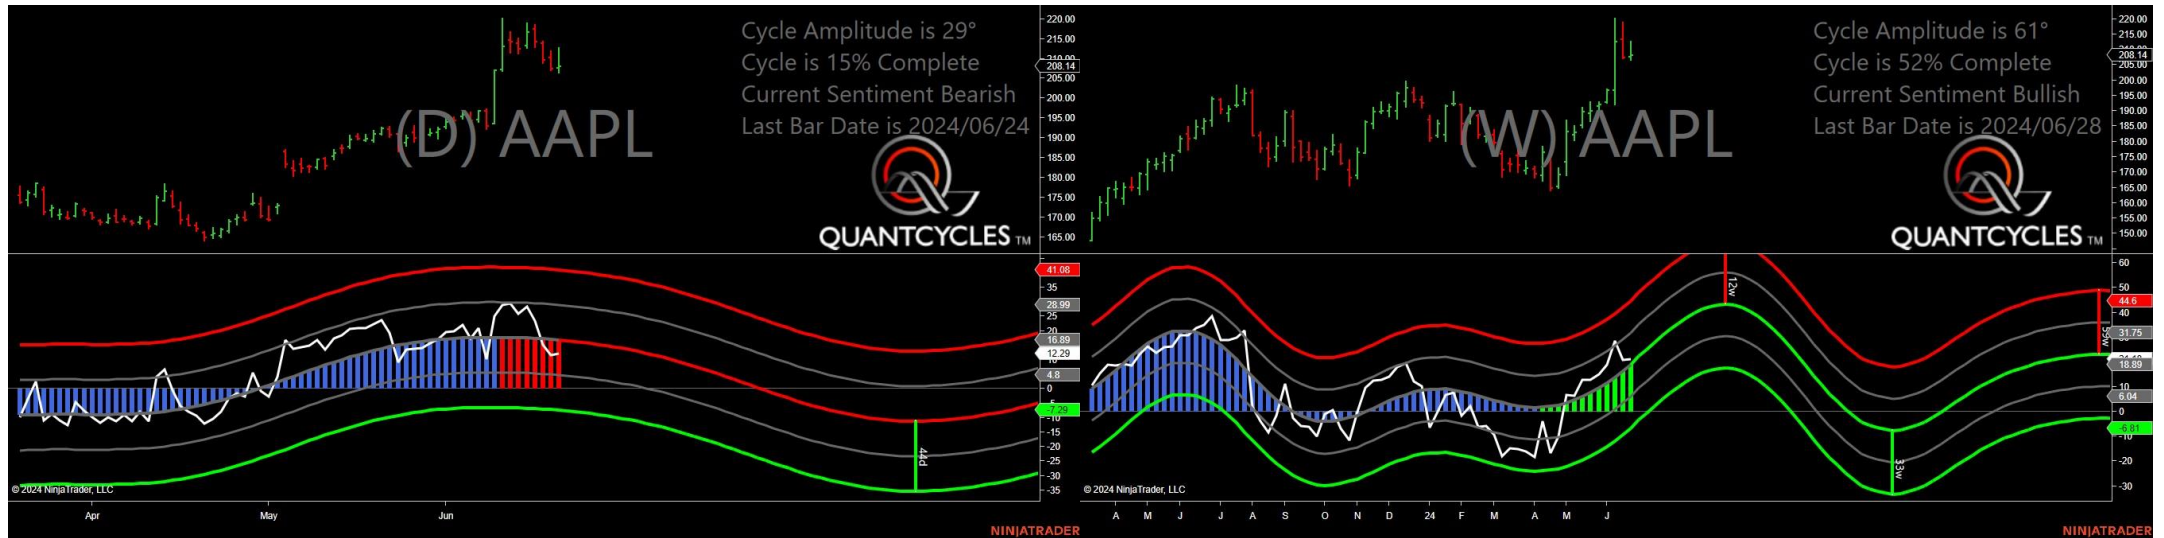 Cycle Amplitude is 29°
Cycle is 15% Complete
Current Sentiment Bearish
Last Bar Date is 2024/06/24
(D) AAPL
QUANTCYCLES TM
220.00
215.00
208.14
205.00
200.00
195.00
190.00
185.00
180.00
175.00
170.00
165.00
41.08
35
28.99
25
20
16.89
12.29
4.8
0
-7.29
-10
-15
-20
-25
-30
-35
44d
© 2024 NinjaTrader, LLC
Apr
May
Jun
NINJATRADER
Cycle Amplitude is 61°
Cycle is 52% Complete
Current Sentiment Bullish
Last Bar Date is 2024/06/28
(W) AAPL
QUANTCYCLES TM
220.00
215.00
208.14
205.00
200.00
195.00
190.00
185.00
180.00
175.00
170.00
165.00
160.00
155.00
150.00
60
50
44.6
40
31.75
18.89
10
6.04
0
-6.81
-10
-20
-30
12w
33w
© 2024 NinjaTrader, LLC
A M J J A S O N D 24 F M A M J
NINJATRADER